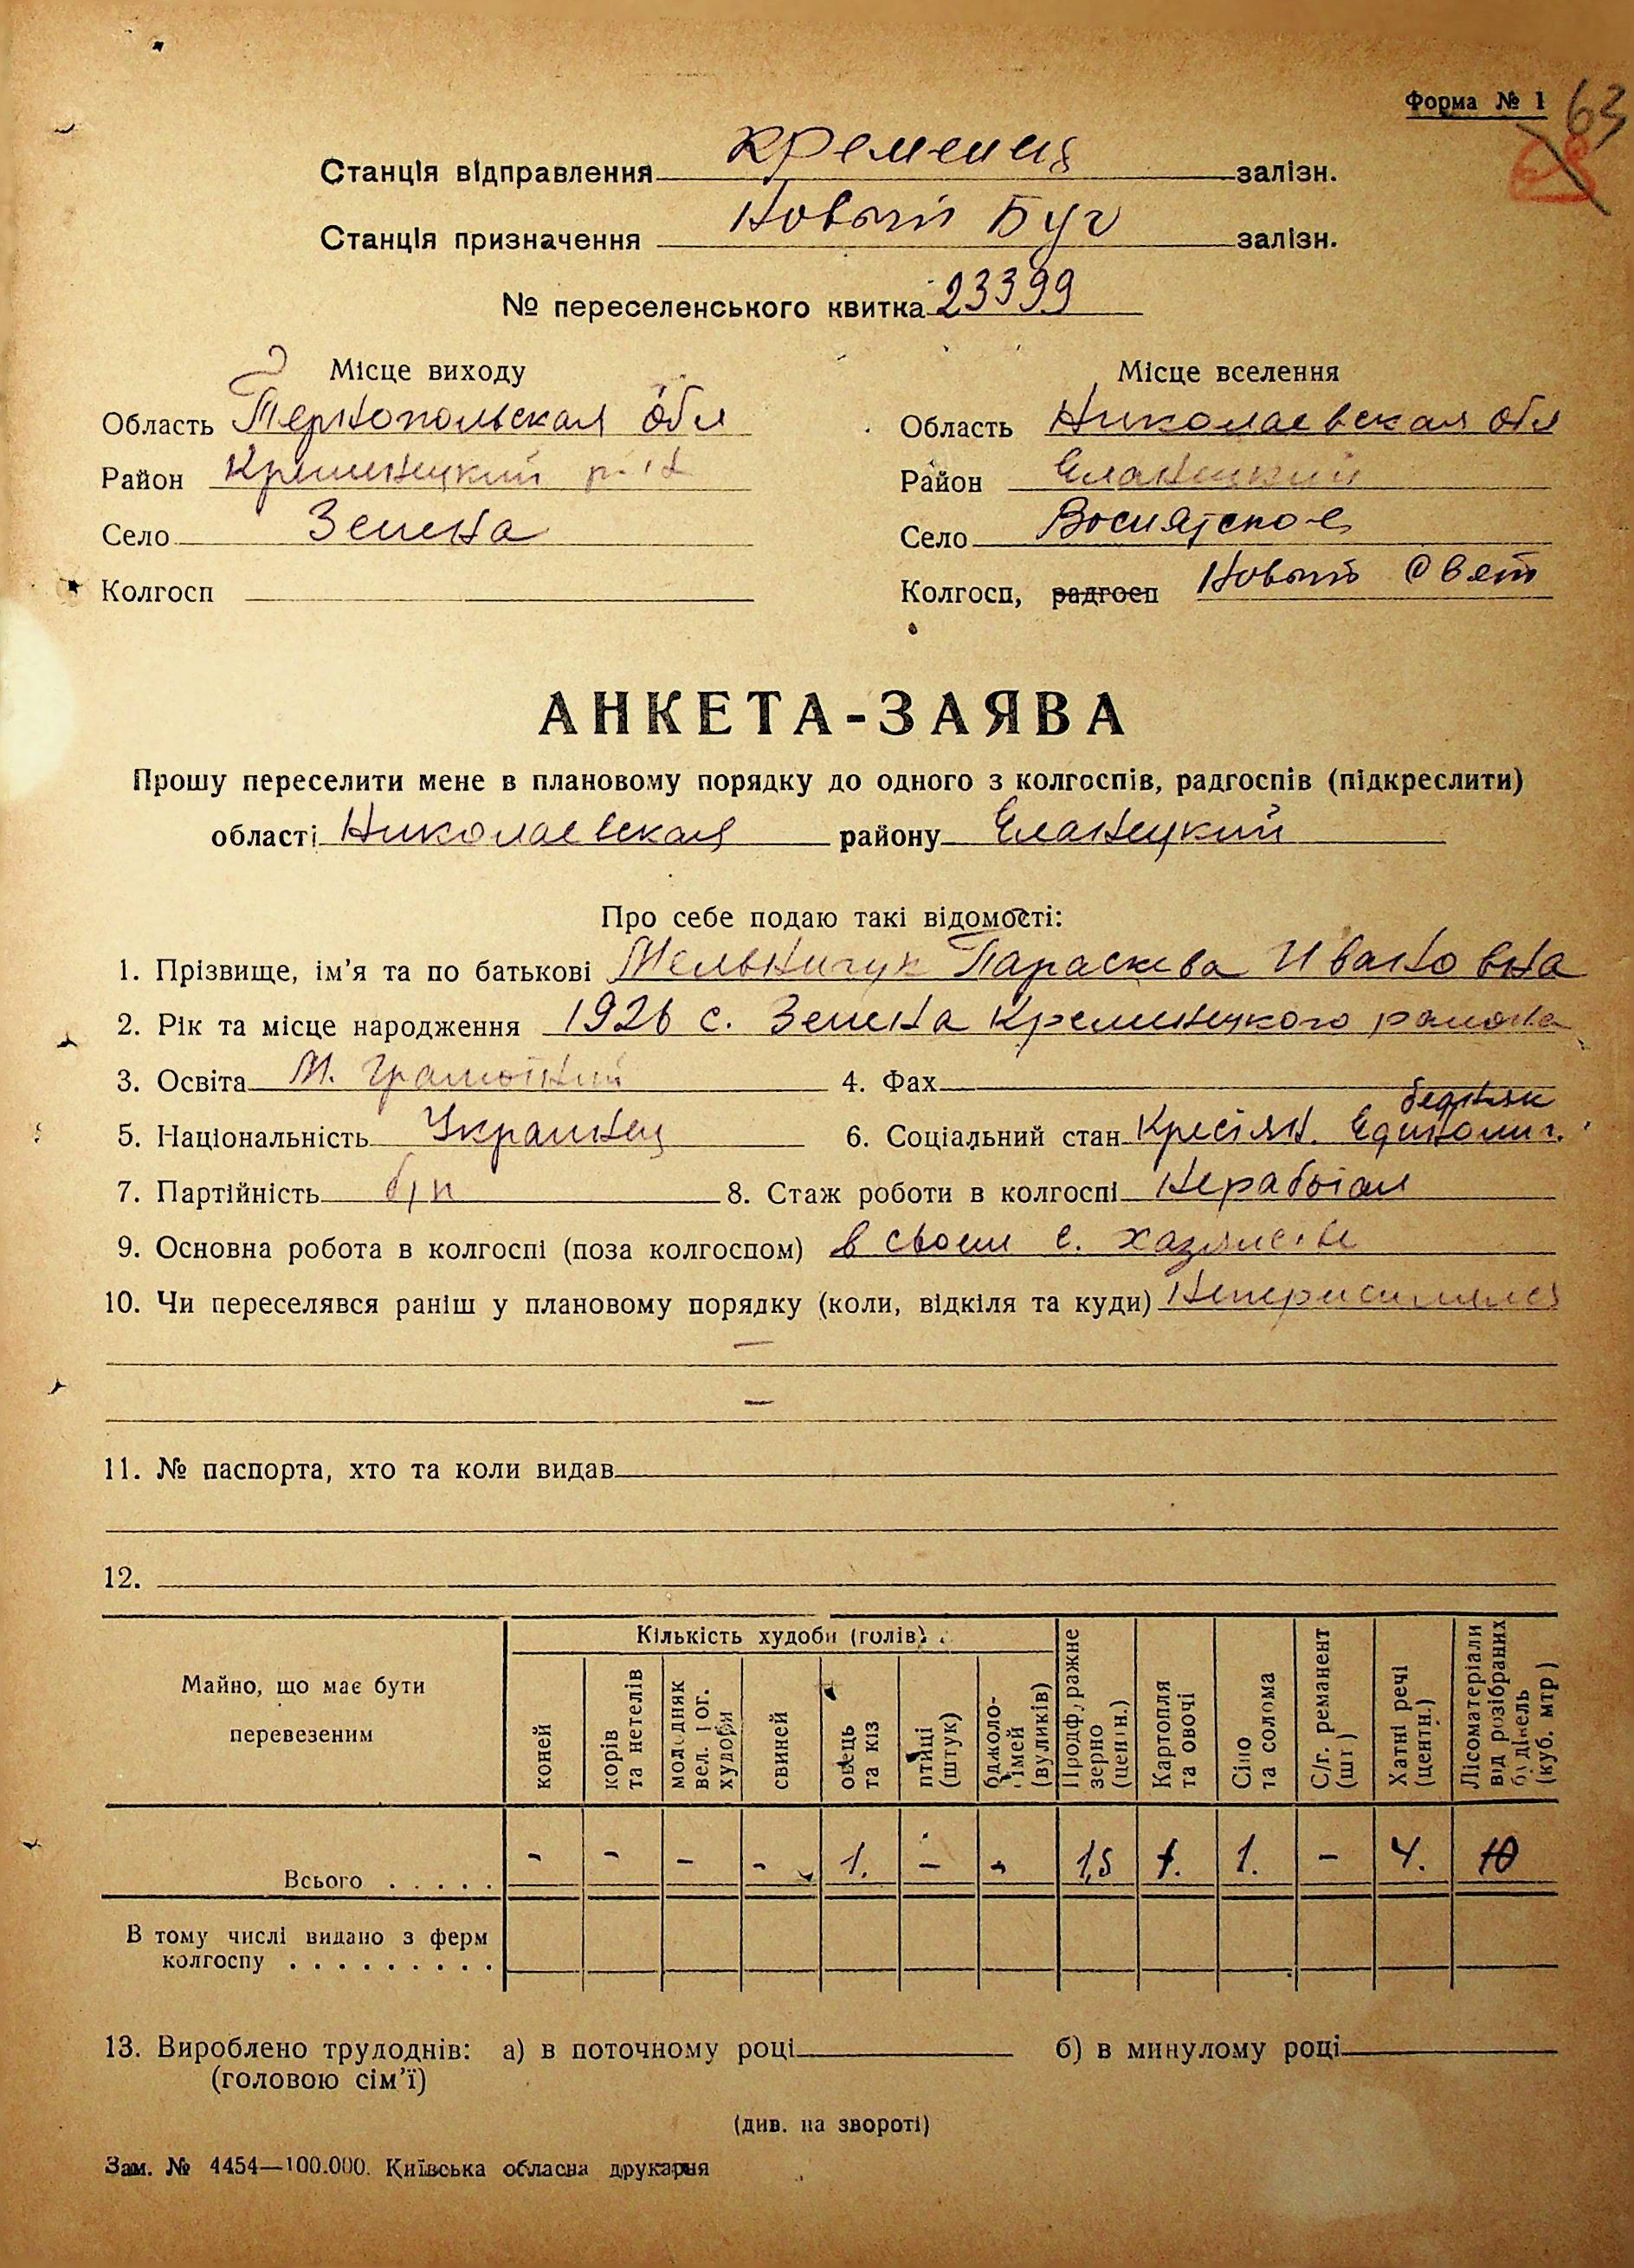 Форма № 1 63
Станція відправлення Кременец залізн.
Станція призначення Новый Буг залізн.
№ переселенського квитка 23399
Місце виходу Місце вселення
Область Тернопольская обл Область Николаевская обл
Район Кременецкий р-н Район Еланецкий
Село Зелена Село Воссиятское
Колгосп Колгосп, радгосп Новый Свет
АНКЕТА-ЗАЯВА
Прошу переселити мене в плановому порядку до одного з колгоспів, радгоспів (підкреслити)
області Николаевская району Еланецкий
Про себе подаю такі відомості:
1. Прізвище, ім'я та по батькові Мельничук Параскева Ивановна
2. Рік та місце народження 1926 с. Зелена Кременецкого района
3. Освіта М. грамотный 4. Фах
бедняк
5. Національність Украинец 6. Соціальний стан Кресіян. Единолич.
7. Партійність б/п 8. Стаж роботи в колгоспі Неработал
9. Основна робота в колгоспі (поза колгоспом) в своем с. хазяистве
10. Чи переселявся раніш у плановому порядку (коли, відкіля та куди) Непериселялся
—
—
11. № паспорта, хто та коли видав
12.
Майно, що має бути перевезеним
Кількість худоби (голів)
коней
корів та нетелів
молодняк вел. рог. худоби
свиней
овець та кіз
птиці (штук)
бджоло-сімей (вуликів)
Продфуражне зерно (центн.)
Картопля та овочі
Сіно та солома
С/г. реманент (шт)
Хатні речі (центн.)
Лісоматеріали від розібраних будівель (куб. мтр)
Всього . . . . . - - - - 1. - - 1,5 1. 1. - 4. 10
В тому числі видано з ферм
колгоспу . . . . . . . . .
13. Вироблено трудоднів: а) в поточному році б) в минулому році
(головою сім'ї)
(див. на звороті)
Зам. № 4454—100.000. Київська обласна друкарня